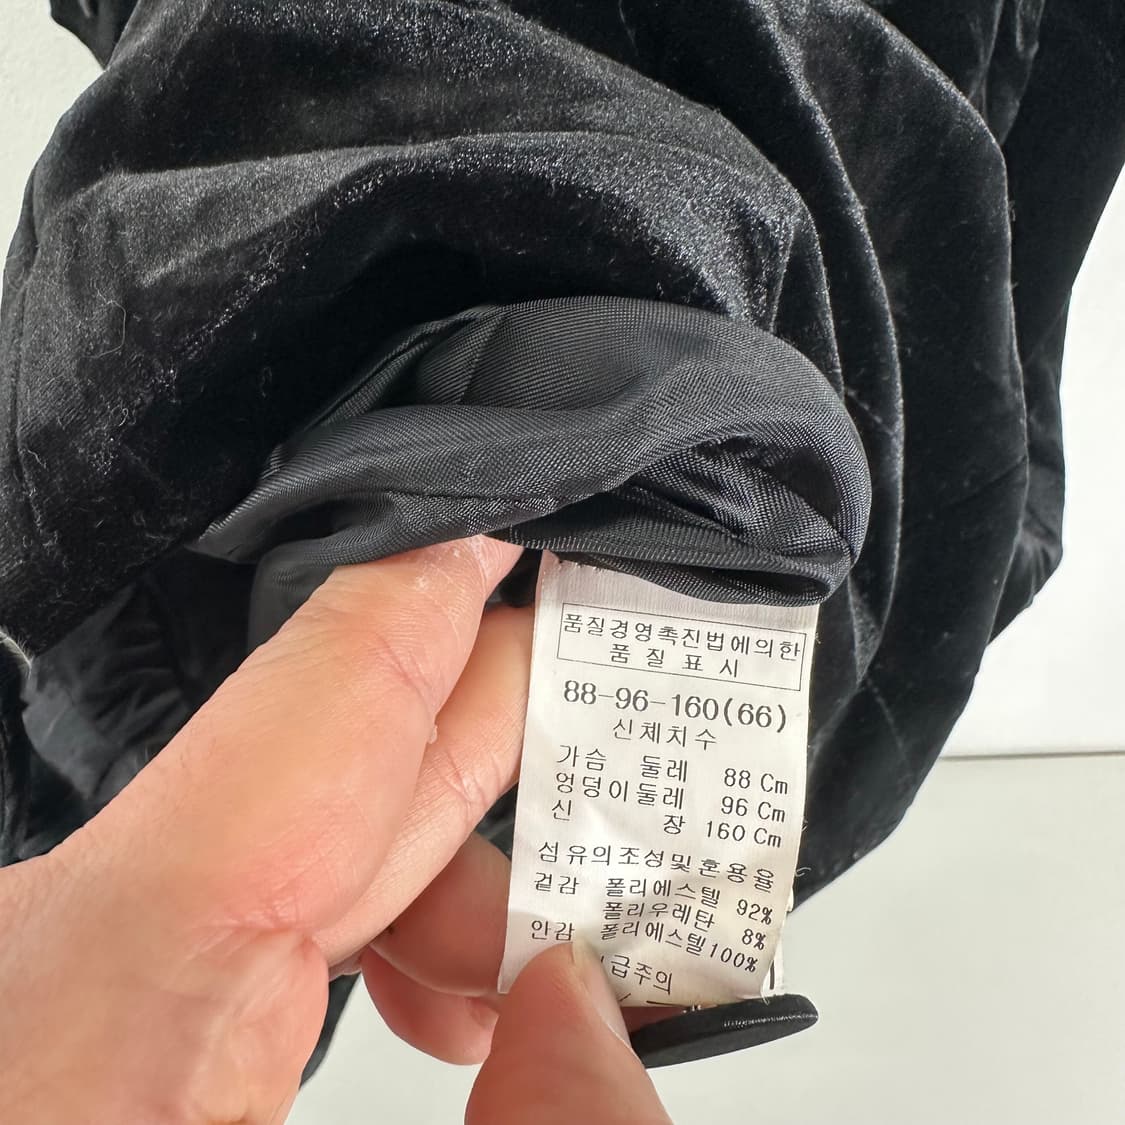 품질경영촉진법에의한
품 질 표 시
88-96-160(66)
신체치수
가슴 둘레 88 Cm
엉덩이둘레 96 Cm
신 장 160 Cm
섬유의조성및혼용율
겉감 폴리에스텔 92%
폴리우레탄 8%
안감 폴리에스텔100%
급주의